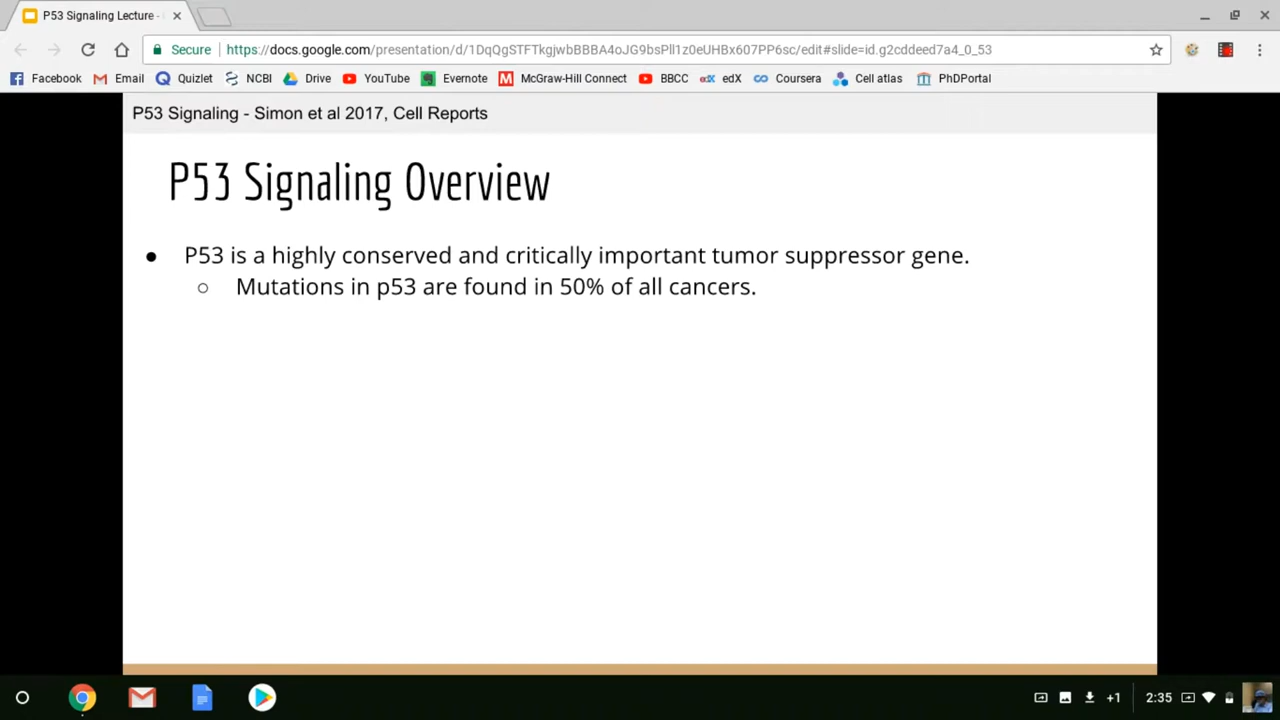 P53 Signaling Lecture -
Secure
https://docs.google.com/presentation/d/1DqQgSTFTkgjwbBBBA4oJG9bsPll1z0eUHBx607PP6sc/edit#slide=id.g2cddeed7a4_0_53
Facebook Email Quizlet NCBI Drive YouTube Evernote McGraw-Hill Connect BBCC edX Coursera Cell atlas PhDPortal
P53 Signaling - Simon et al 2017, Cell Reports
P53 Signaling Overview
● P53 is a highly conserved and critically important tumor suppressor gene.
○ Mutations in p53 are found in 50% of all cancers.
+1 2:35